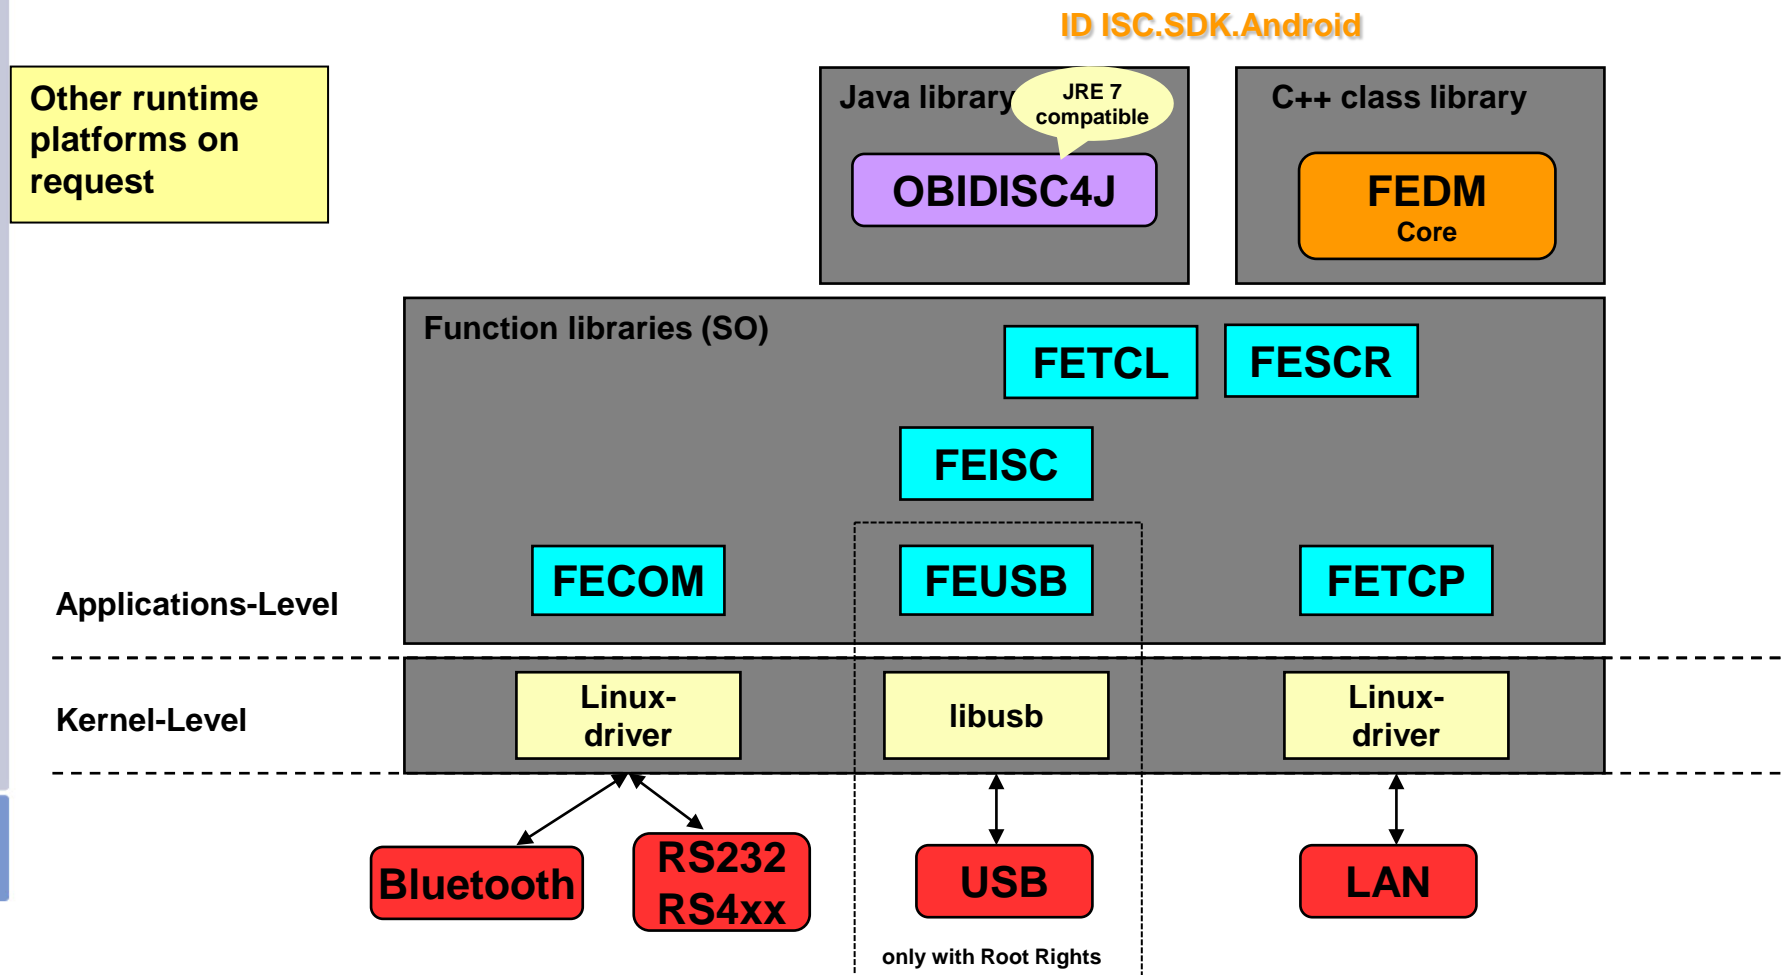 ID ISC.SDK.Android
Other runtime
platforms on
request
Java library
JRE 7
compatible
OBIDISC4J
C++ class library
FEDM
Core
Function libraries (SO)
FETCL
FESCR
FEISC
FECOM
FEUSB
FETCP
Applications-Level
Kernel-Level
Linux-
driver
libusb
Linux-
driver
Bluetooth
RS232
RS4xx
USB
LAN
only with Root Rights